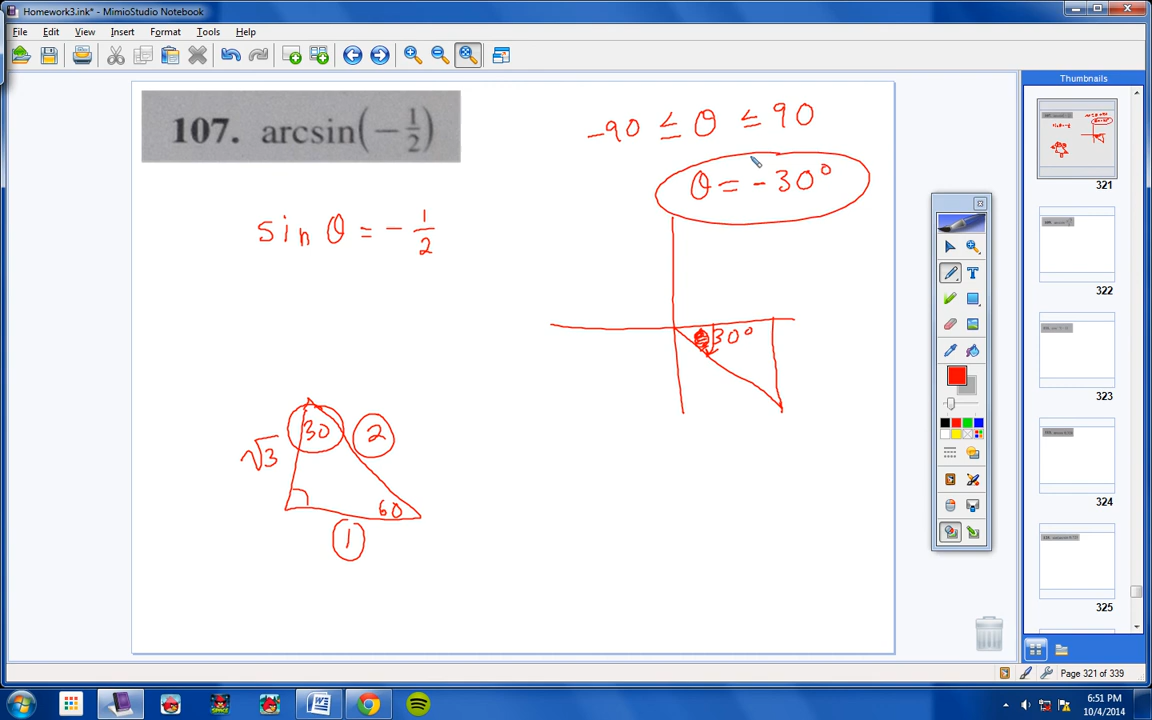 Homework3.ink* - MimioStudio Notebook
File Edit View Insert Format Tools Help
Thumbnails
107. arcsin(-1/2)
-90 ≤ θ ≤ 90
θ = -30°
sin θ = -1/2
30°
√3 30 2
60
1
T
321
322
323
324
325
Page 321 of 339
6:51 PM
10/4/2014